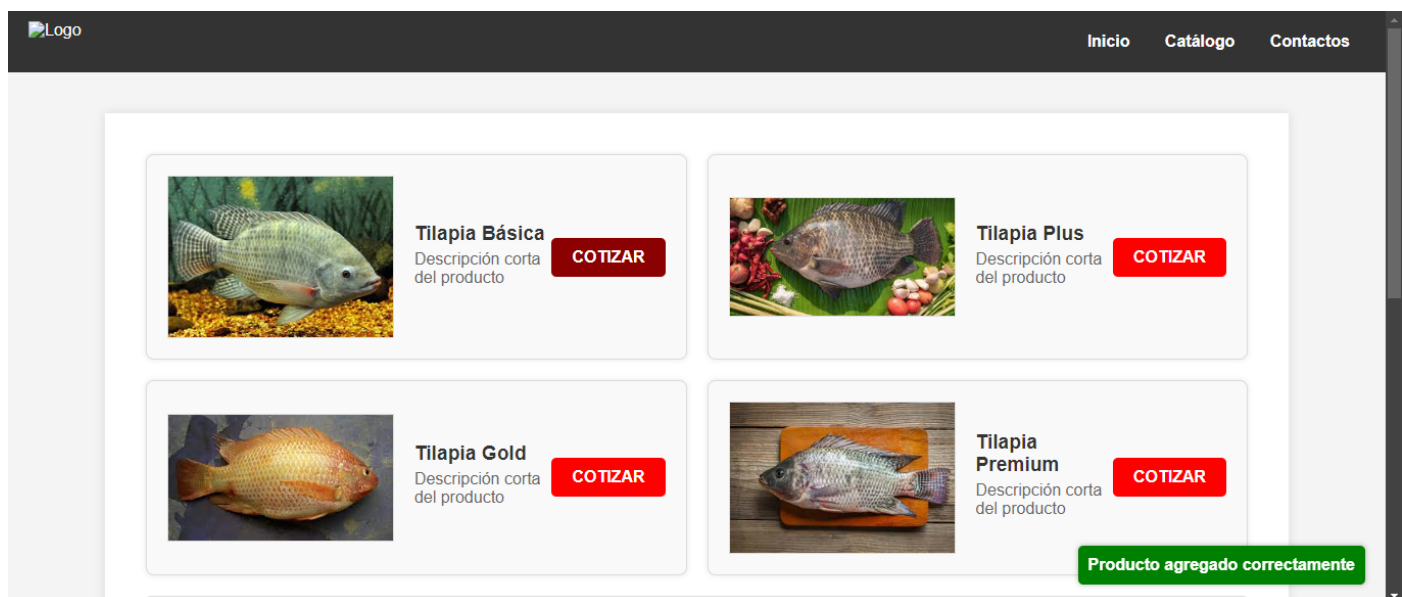 Logo
Inicio Catálogo Contactos
Tilapia Básica
Descripción corta
del producto
COTIZAR
Tilapia Plus
Descripción corta
del producto
COTIZAR
Tilapia Gold
Descripción corta
del producto
COTIZAR
Tilapia
Premium
Descripción corta
del producto
COTIZAR
Producto agregado correctamente